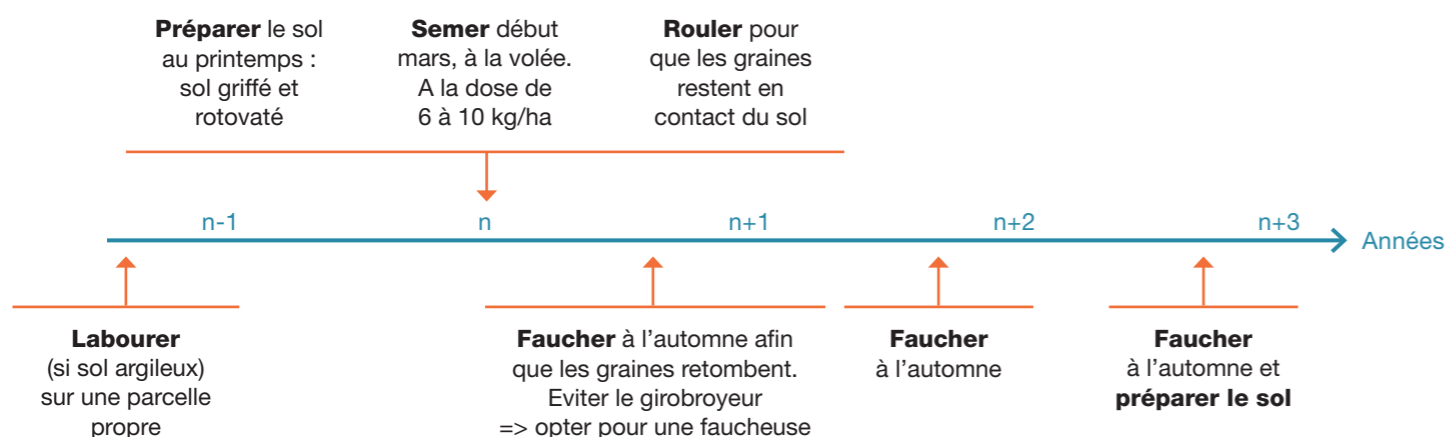 Préparer le sol
au printemps :
sol griffé et
rotovaté
Semer début
mars, à la volée.
A la dose de
6 à 10 kg/ha
Rouler pour
que les graines
restent en
contact du sol
n-1
n
n+1
n+2
n+3
Années
Labourer
(si sol argileux)
sur une parcelle
propre
Faucher à l'automne afin
que les graines retombent.
Eviter le girobroyeur
=> opter pour une faucheuse
Faucher
à l'automne
Faucher
à l'automne et
préparer le sol